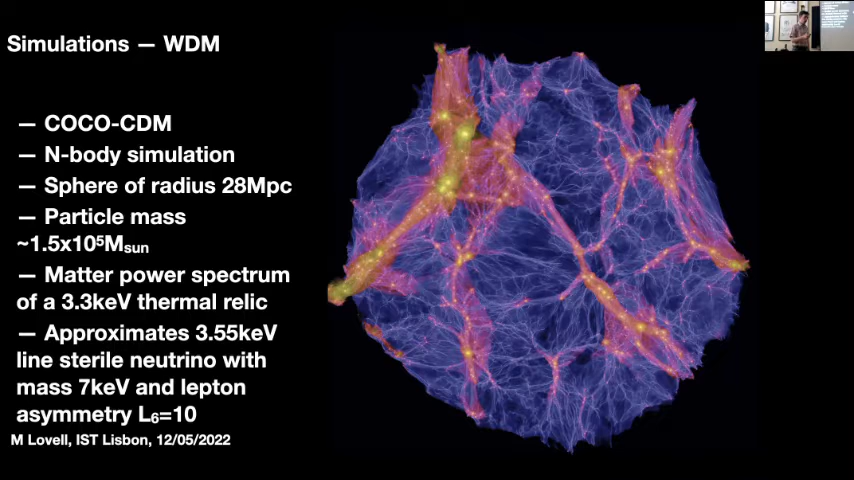 Simulations — WDM
— COCO-CDM
— N-body simulation
— Sphere of radius 28Mpc
— Particle mass
~1.5x10⁵Msun
— Matter power spectrum
of a 3.3keV thermal relic
— Approximates 3.55keV
line sterile neutrino with
mass 7keV and lepton
asymmetry L₆=10
M Lovell, IST Lisbon, 12/05/2022